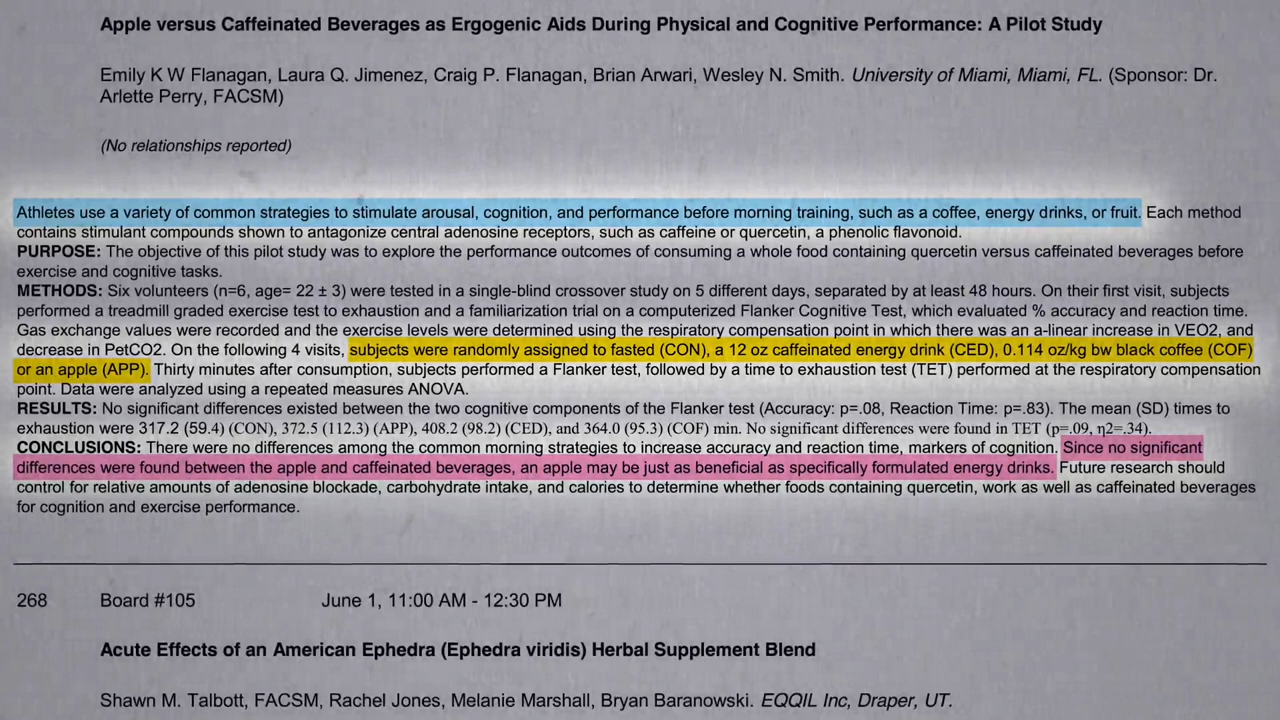 Apple versus Caffeinated Beverages as Ergogenic Aids During Physical and Cognitive Performance: A Pilot Study
Emily K W Flanagan, Laura Q. Jimenez, Craig P. Flanagan, Brian Arwari, Wesley N. Smith. University of Miami, Miami, FL. (Sponsor: Dr.
Arlette Perry, FACSM)
(No relationships reported)
Athletes use a variety of common strategies to stimulate arousal, cognition, and performance before morning training, such as a coffee, energy drinks, or fruit. Each method
contains stimulant compounds shown to antagonize central adenosine receptors, such as caffeine or quercetin, a phenolic flavonoid.
PURPOSE: The objective of this pilot study was to explore the performance outcomes of consuming a whole food containing quercetin versus caffeinated beverages before
exercise and cognitive tasks.
METHODS: Six volunteers (n=6, age= 22 ± 3) were tested in a single-blind crossover study on 5 different days, separated by at least 48 hours. On their first visit, subjects
performed a treadmill graded exercise test to exhaustion and a familiarization trial on a computerized Flanker Cognitive Test, which evaluated % accuracy and reaction time.
Gas exchange values were recorded and the exercise levels were determined using the respiratory compensation point in which there was an a-linear increase in VEO2, and
decrease in PetCO2. On the following 4 visits, subjects were randomly assigned to fasted (CON), a 12 oz caffeinated energy drink (CED), 0.114 oz/kg bw black coffee (COF)
or an apple (APP). Thirty minutes after consumption, subjects performed a Flanker test, followed by a time to exhaustion test (TET) performed at the respiratory compensation
point. Data were analyzed using a repeated measures ANOVA.
RESULTS: No significant differences existed between the two cognitive components of the Flanker test (Accuracy: p=.08, Reaction Time: p=.83). The mean (SD) times to
exhaustion were 317.2 (59.4) (CON), 372.5 (112.3) (APP), 408.2 (98.2) (CED), and 364.0 (95.3) (COF) min. No significant differences were found in TET (p=.09, η2=.34).
CONCLUSIONS: There were no differences among the common morning strategies to increase accuracy and reaction time, markers of cognition. Since no significant
differences were found between the apple and caffeinated beverages, an apple may be just as beneficial as specifically formulated energy drinks. Future research should
control for relative amounts of adenosine blockade, carbohydrate intake, and calories to determine whether foods containing quercetin, work as well as caffeinated beverages
for cognition and exercise performance.
268 Board #105 June 1, 11:00 AM - 12:30 PM
Acute Effects of an American Ephedra (Ephedra viridis) Herbal Supplement Blend
Shawn M. Talbott, FACSM, Rachel Jones, Melanie Marshall, Bryan Baranowski. EQQIL Inc, Draper, UT.